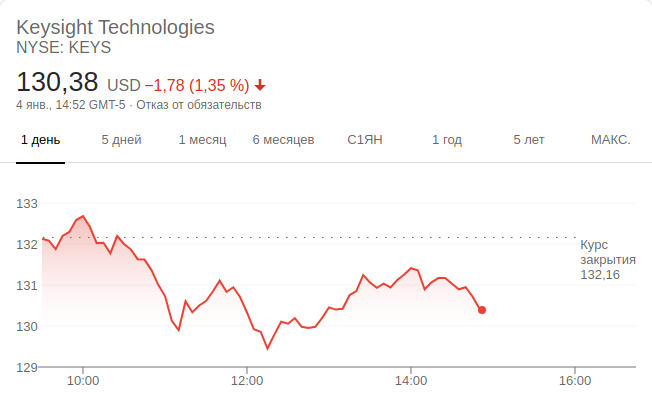 Keysight Technologies
NYSE: KEYS
130,38 USD −1,78 (1,35 %)
4 янв., 14:52 GMT-5 · Отказ от обязательств
1 день 5 дней 1 месяц 6 месяцев С1ЯН 1 год 5 лет МАКС.
133
132
131
130
129
Курс
закрытия
132,16
10:00 12:00 14:00 16:00